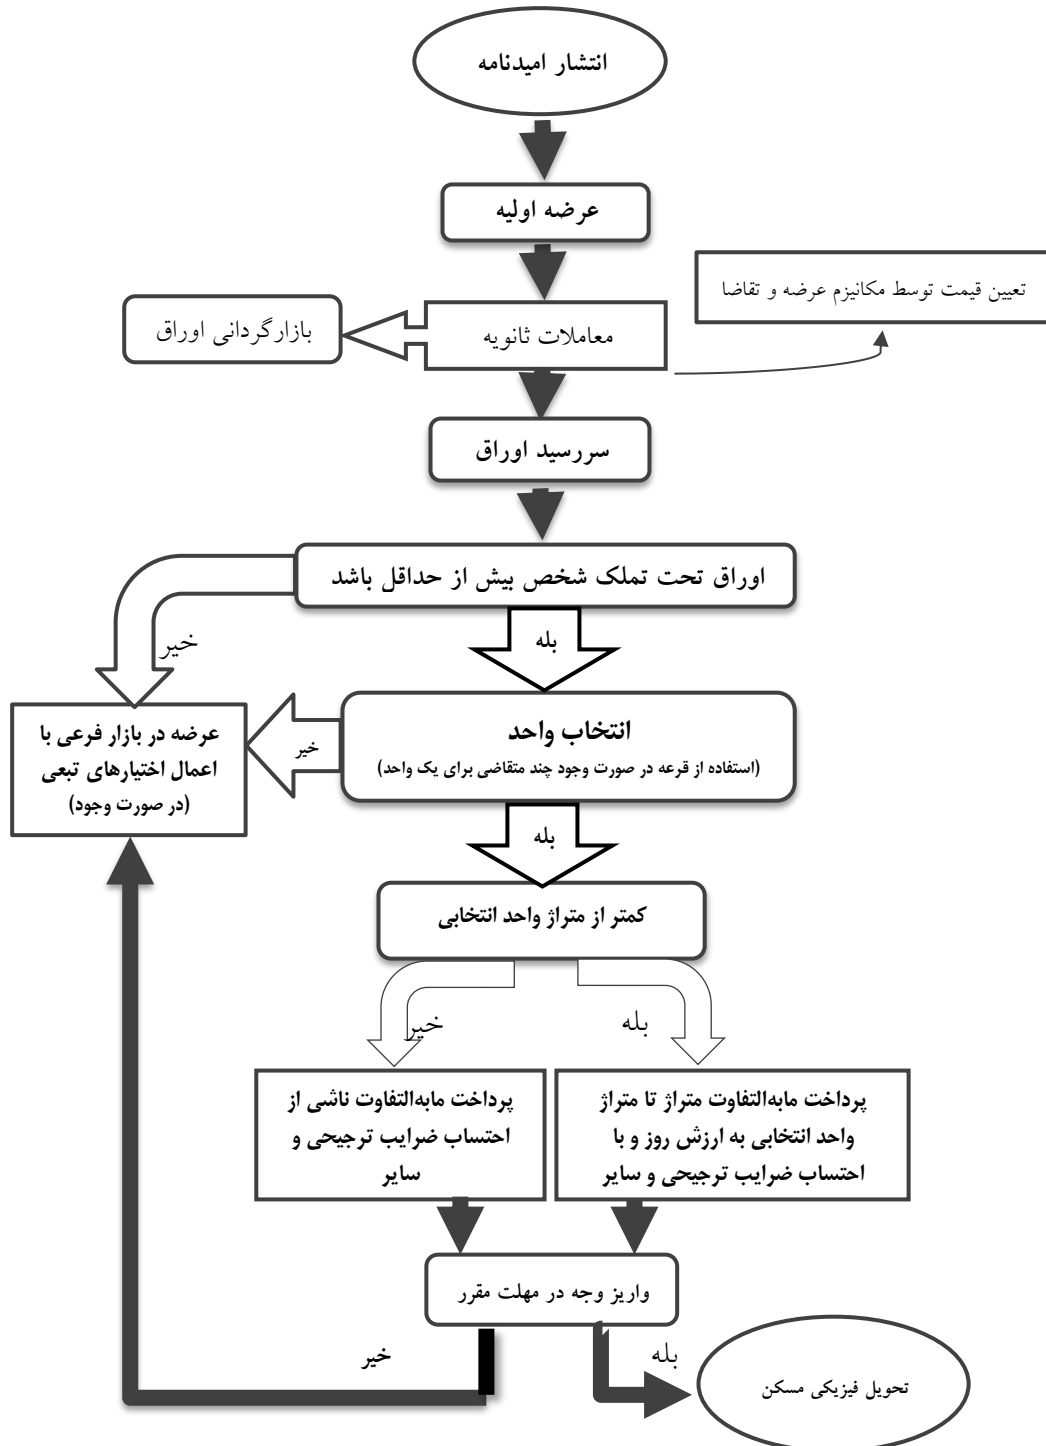 انتشار امیدنامه
عرضه اولیه
تعیین قیمت توسط مکانیزم عرضه و تقاضا
معاملات ثانویه
بازارگردانی اوراق
سررسید اوراق
اوراق تحت تملک شخص بیش از حداقل باشد
بله
خیر
انتخاب واحد
(استفاده از قرعه در صورت وجود چند متقاضی برای یک واحد)
خیر
عرضه در بازار فرعی با
اعمال اختیارهای تبعی
(در صورت وجود)
بله
کمتر از متراژ واحد انتخابی
بله
خیر
پرداخت مابه‌التفاوت متراژ تا متراژ
واحد انتخابی به ارزش روز و با
احتساب ضرایب ترجیحی و سایر
پرداخت مابه‌التفاوت ناشی از
احتساب ضرایب ترجیحی و
سایر
واریز وجه در مهلت مقرر
بله
خیر
تحویل فیزیکی مسکن